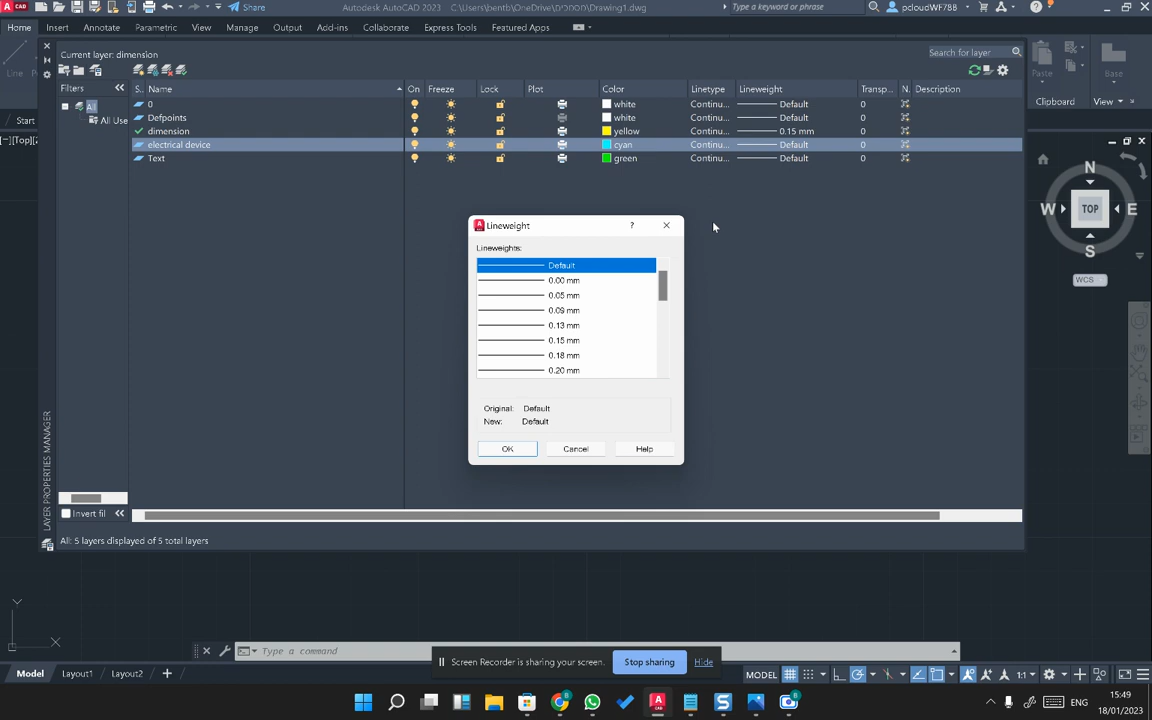 Share
Autodesk AutoCAD 2023 C:\Users\bentb\OneDrive\מסמכים\Drawing1.dwg
Type a keyword or phrase
pcloudWF7BB
Home Insert Annotate Parametric View Manage Output Add-ins Collaborate Express Tools Featured Apps
Current layer: dimension
Search for layer
Line
Paste
Base
Clipboard
View
Filters
S.. Name On Freeze Lock Plot Color Linetype Lineweight Transp... N. Description
All
All Use
Start
0 white Continu... Default 0
Defpoints white Continu... Default 0
dimension yellow Continu... 0.15 mm 0
electrical device cyan Continu... Default 0
Text green Continu... Default 0
[−][Top][2
N
W TOP E
S
WCS
Lineweight
Lineweights:
Default
0.00 mm
0.05 mm
0.09 mm
0.13 mm
0.15 mm
0.18 mm
0.20 mm
Original: Default
New: Default
OK Cancel Help
LAYER PROPERTIES MANAGER
Invert fil
All: 5 layers displayed of 5 total layers
Y
X
Type a command
Screen Recorder is sharing your screen. Stop sharing Hide
Model Layout1 Layout2
MODEL
1:1
15:49
ENG
18/01/2023